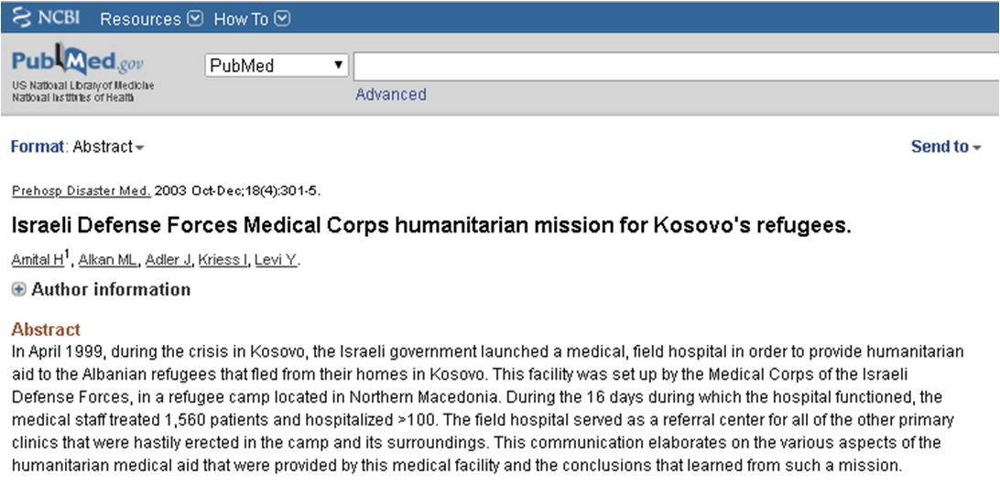 NCBI Resources How To
PubMed.gov
US National Library of Medicine
National Institutes of Health
PubMed
Advanced
Format: Abstract
Send to
Prehosp Disaster Med. 2003 Oct-Dec;18(4):301-5.
Israeli Defense Forces Medical Corps humanitarian mission for Kosovo's refugees.
Amital H1, Alkan ML, Adler J, Kriess I, Levi Y.
Author information
Abstract
In April 1999, during the crisis in Kosovo, the Israeli government launched a medical, field hospital in order to provide humanitarian
aid to the Albanian refugees that fled from their homes in Kosovo. This facility was set up by the Medical Corps of the Israeli
Defense Forces, in a refugee camp located in Northern Macedonia. During the 16 days during which the hospital functioned, the
medical staff treated 1,560 patients and hospitalized >100. The field hospital served as a referral center for all of the other primary
clinics that were hastily erected in the camp and its surroundings. This communication elaborates on the various aspects of the
humanitarian medical aid that were provided by this medical facility and the conclusions that learned from such a mission.